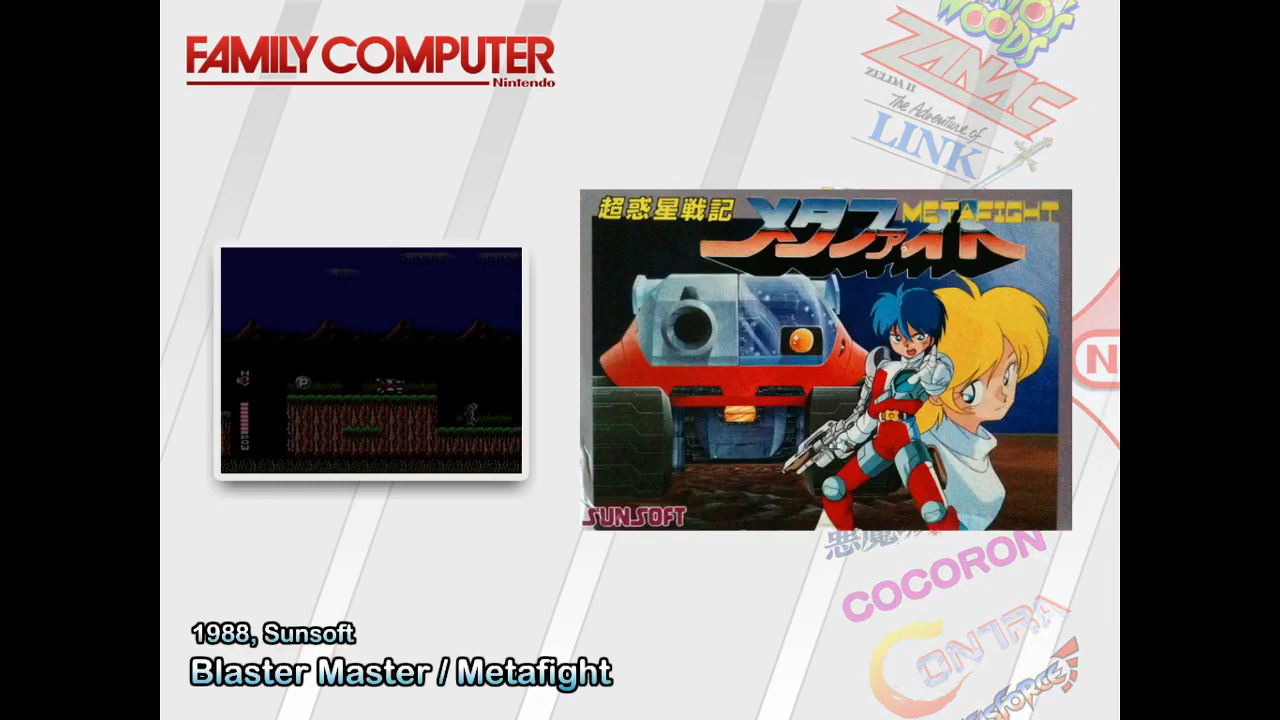 FAMILY COMPUTER
Nintendo
WOODS
ZANAC
ZELDA II
The Adventure of
LINK
超惑星戦記
メタファイト
METAFIGHT
P
SUNSOFT
N
COCORON
CONTRA
1988, Sunsoft
Blaster Master / Metafight